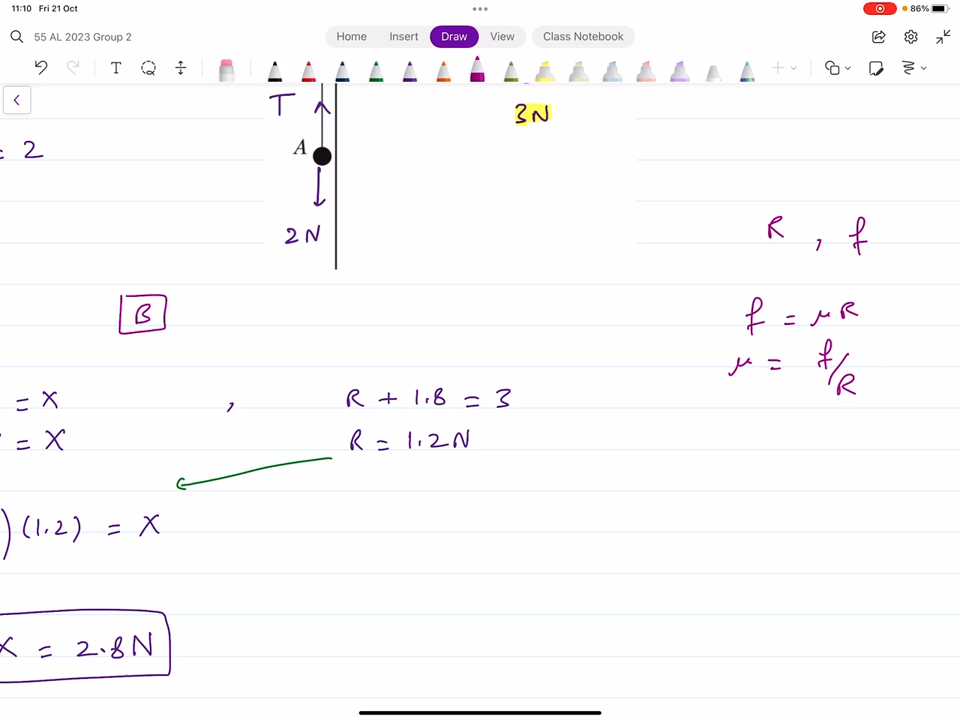 11:10 Fri 21 Oct
86%
55 AL 2023 Group 2
Home Insert Draw View Class Notebook
T
3N
A
= 2
2N
R , f
B
f = μR
μ = f/R
= X , R + 1.8 = 3
= X R = 1.2N
) (1.2) = X
X = 2.8N